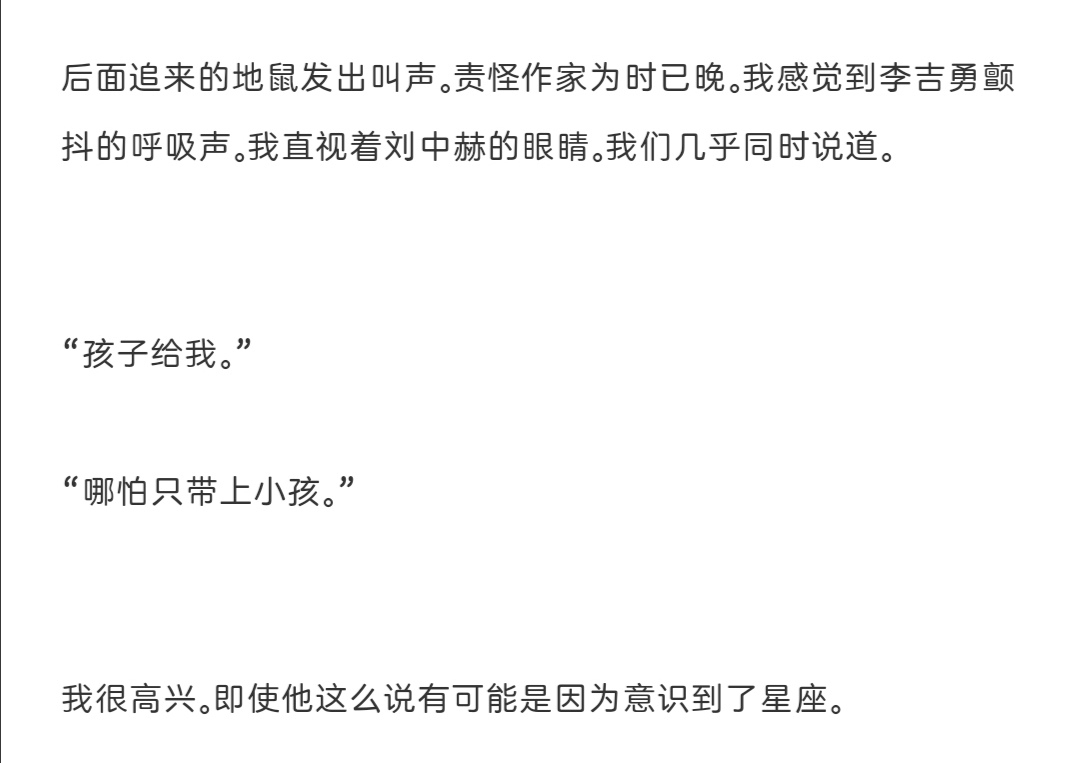 后面追来的地鼠发出叫声。责怪作家为时已晚。我感觉到李吉勇颤
抖的呼吸声。我直视着刘中赫的眼睛。我们几乎同时说道。
“孩子给我。”
“哪怕只带上小孩。”
我很高兴。即使他这么说有可能是因为意识到了星座。